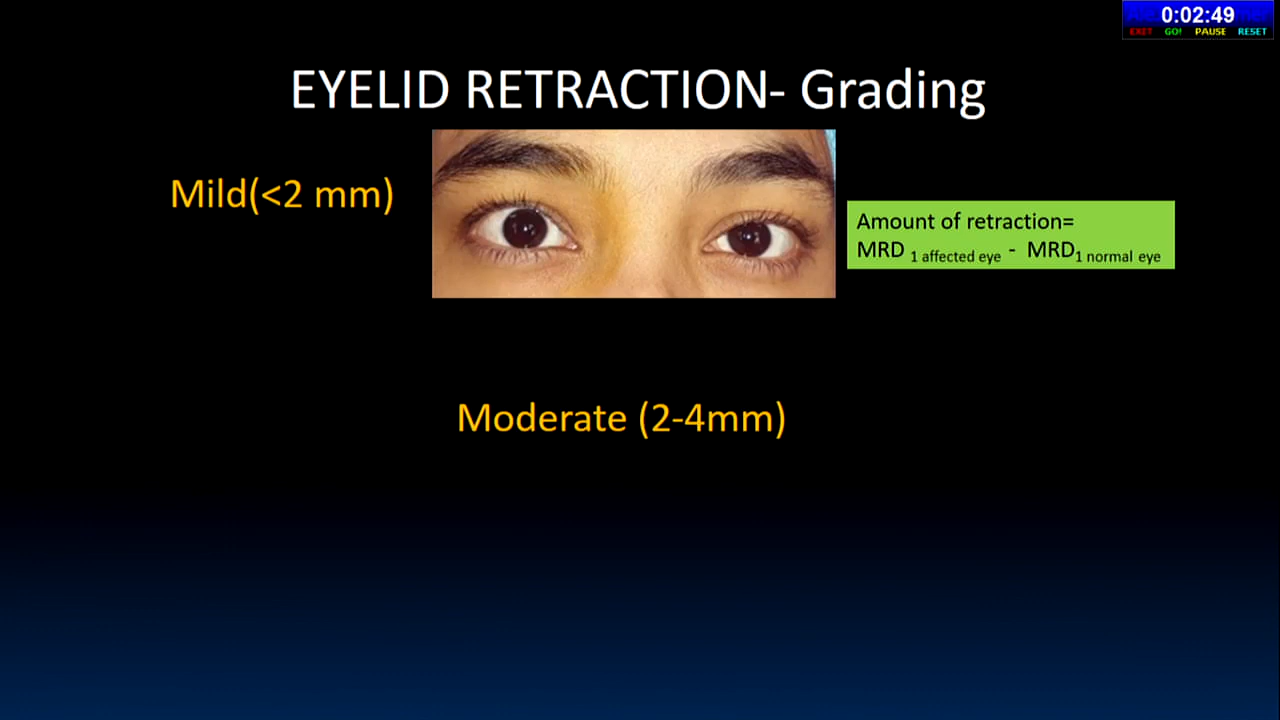 0:02:49
EXIT GO! PAUSE RESET
EYELID RETRACTION- Grading
Mild(<2 mm)
Amount of retraction=
MRD 1 affected eye - MRD1 normal eye
Moderate (2-4mm)